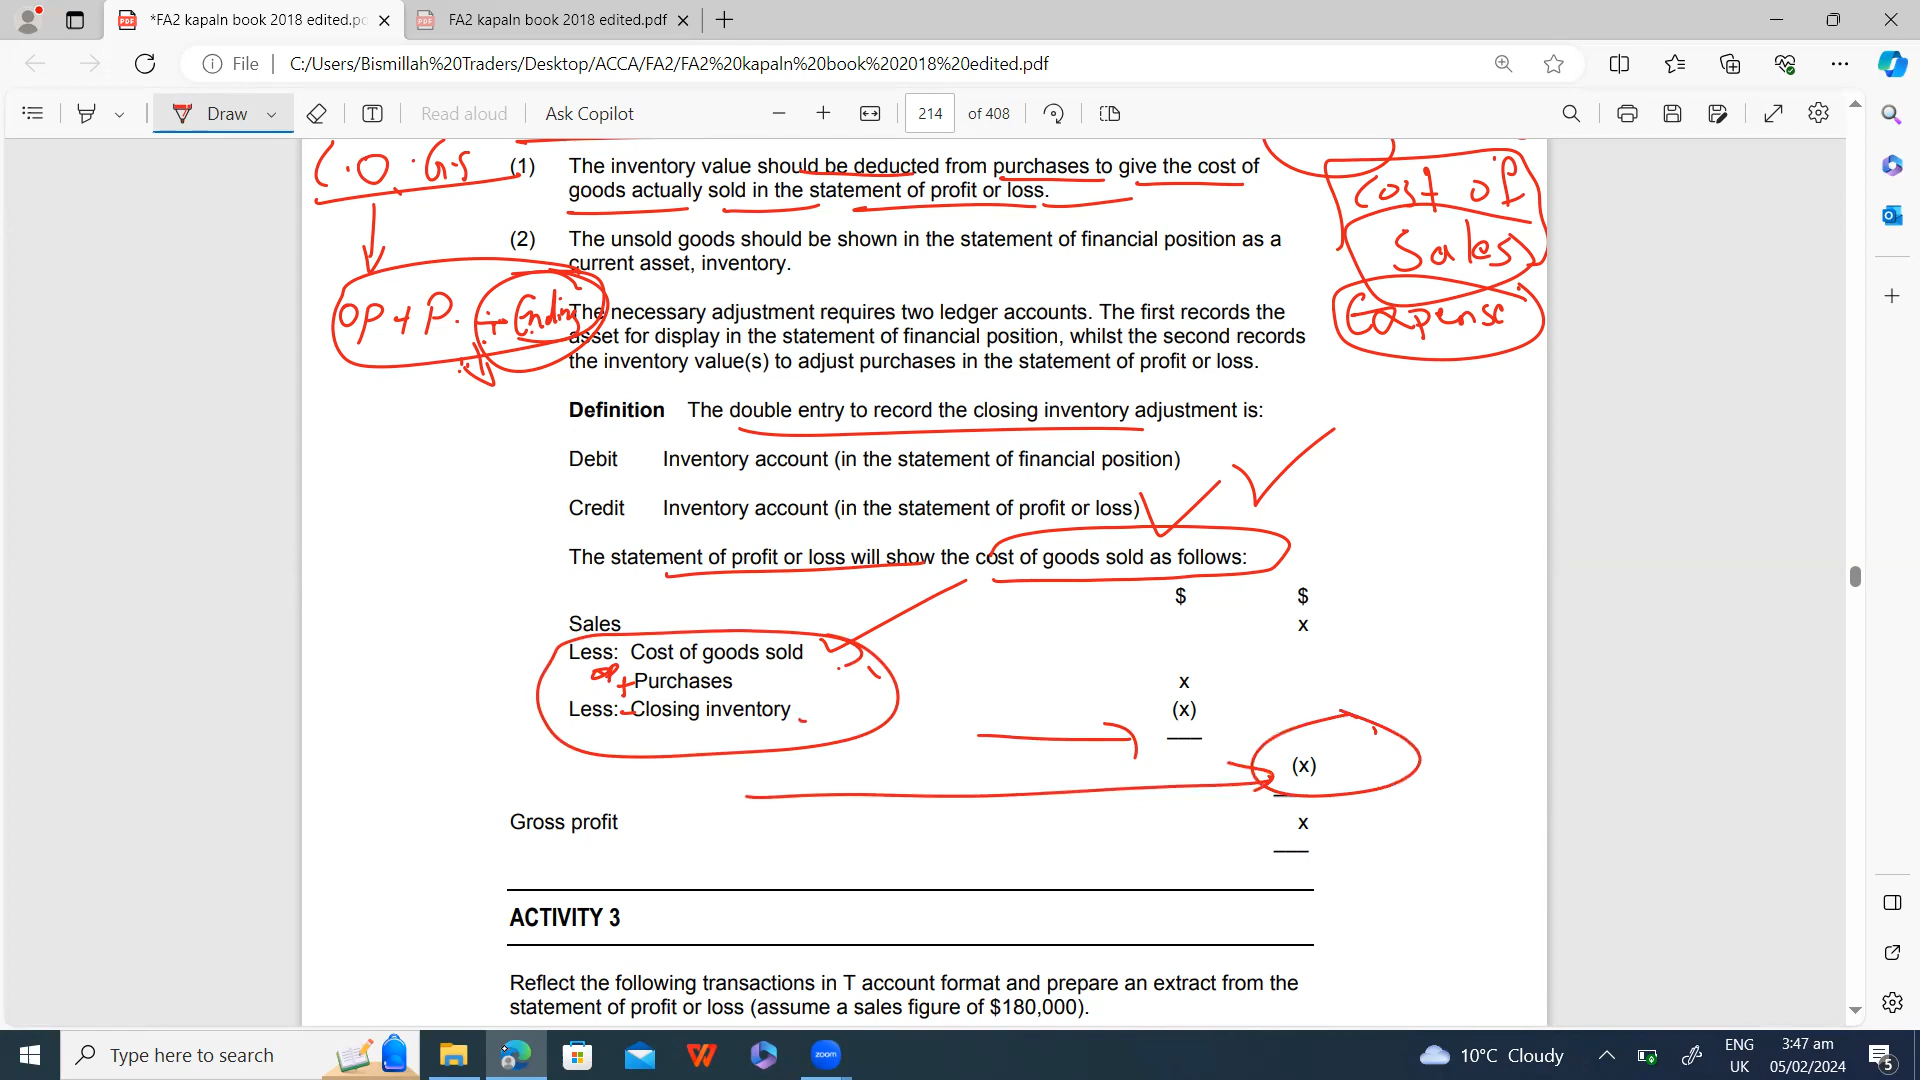 *FA2 kapaln book 2018 edited.pd
FA2 kapaln book 2018 edited.pdf
File
C:/Users/Bismillah%20Traders/Desktop/ACCA/FA2/FA2%20kapaln%20book%202018%20edited.pdf
Draw
Read aloud
Ask Copilot
214 of 408
C.O.G.S
(1) The inventory value should be deducted from purchases to give the cost of
goods actually sold in the statement of profit or loss.
Cost of
Sales
Expense
(2) The unsold goods should be shown in the statement of financial position as a
current asset, inventory.
OP + P. - Ending
The necessary adjustment requires two ledger accounts. The first records the
asset for display in the statement of financial position, whilst the second records
the inventory value(s) to adjust purchases in the statement of profit or loss.
Definition The double entry to record the closing inventory adjustment is:
Debit Inventory account (in the statement of financial position)
Credit Inventory account (in the statement of profit or loss)
The statement of profit or loss will show the cost of goods sold as follows:
$ $
Sales x
Less: Cost of goods sold
OP + Purchases x
Less: - Closing inventory (x)
(x)
Gross profit x
ACTIVITY 3
Reflect the following transactions in T account format and prepare an extract from the
statement of profit or loss (assume a sales figure of $180,000).
Type here to search
zoom
10°C Cloudy
ENG
UK
3:47 am
05/02/2024
5